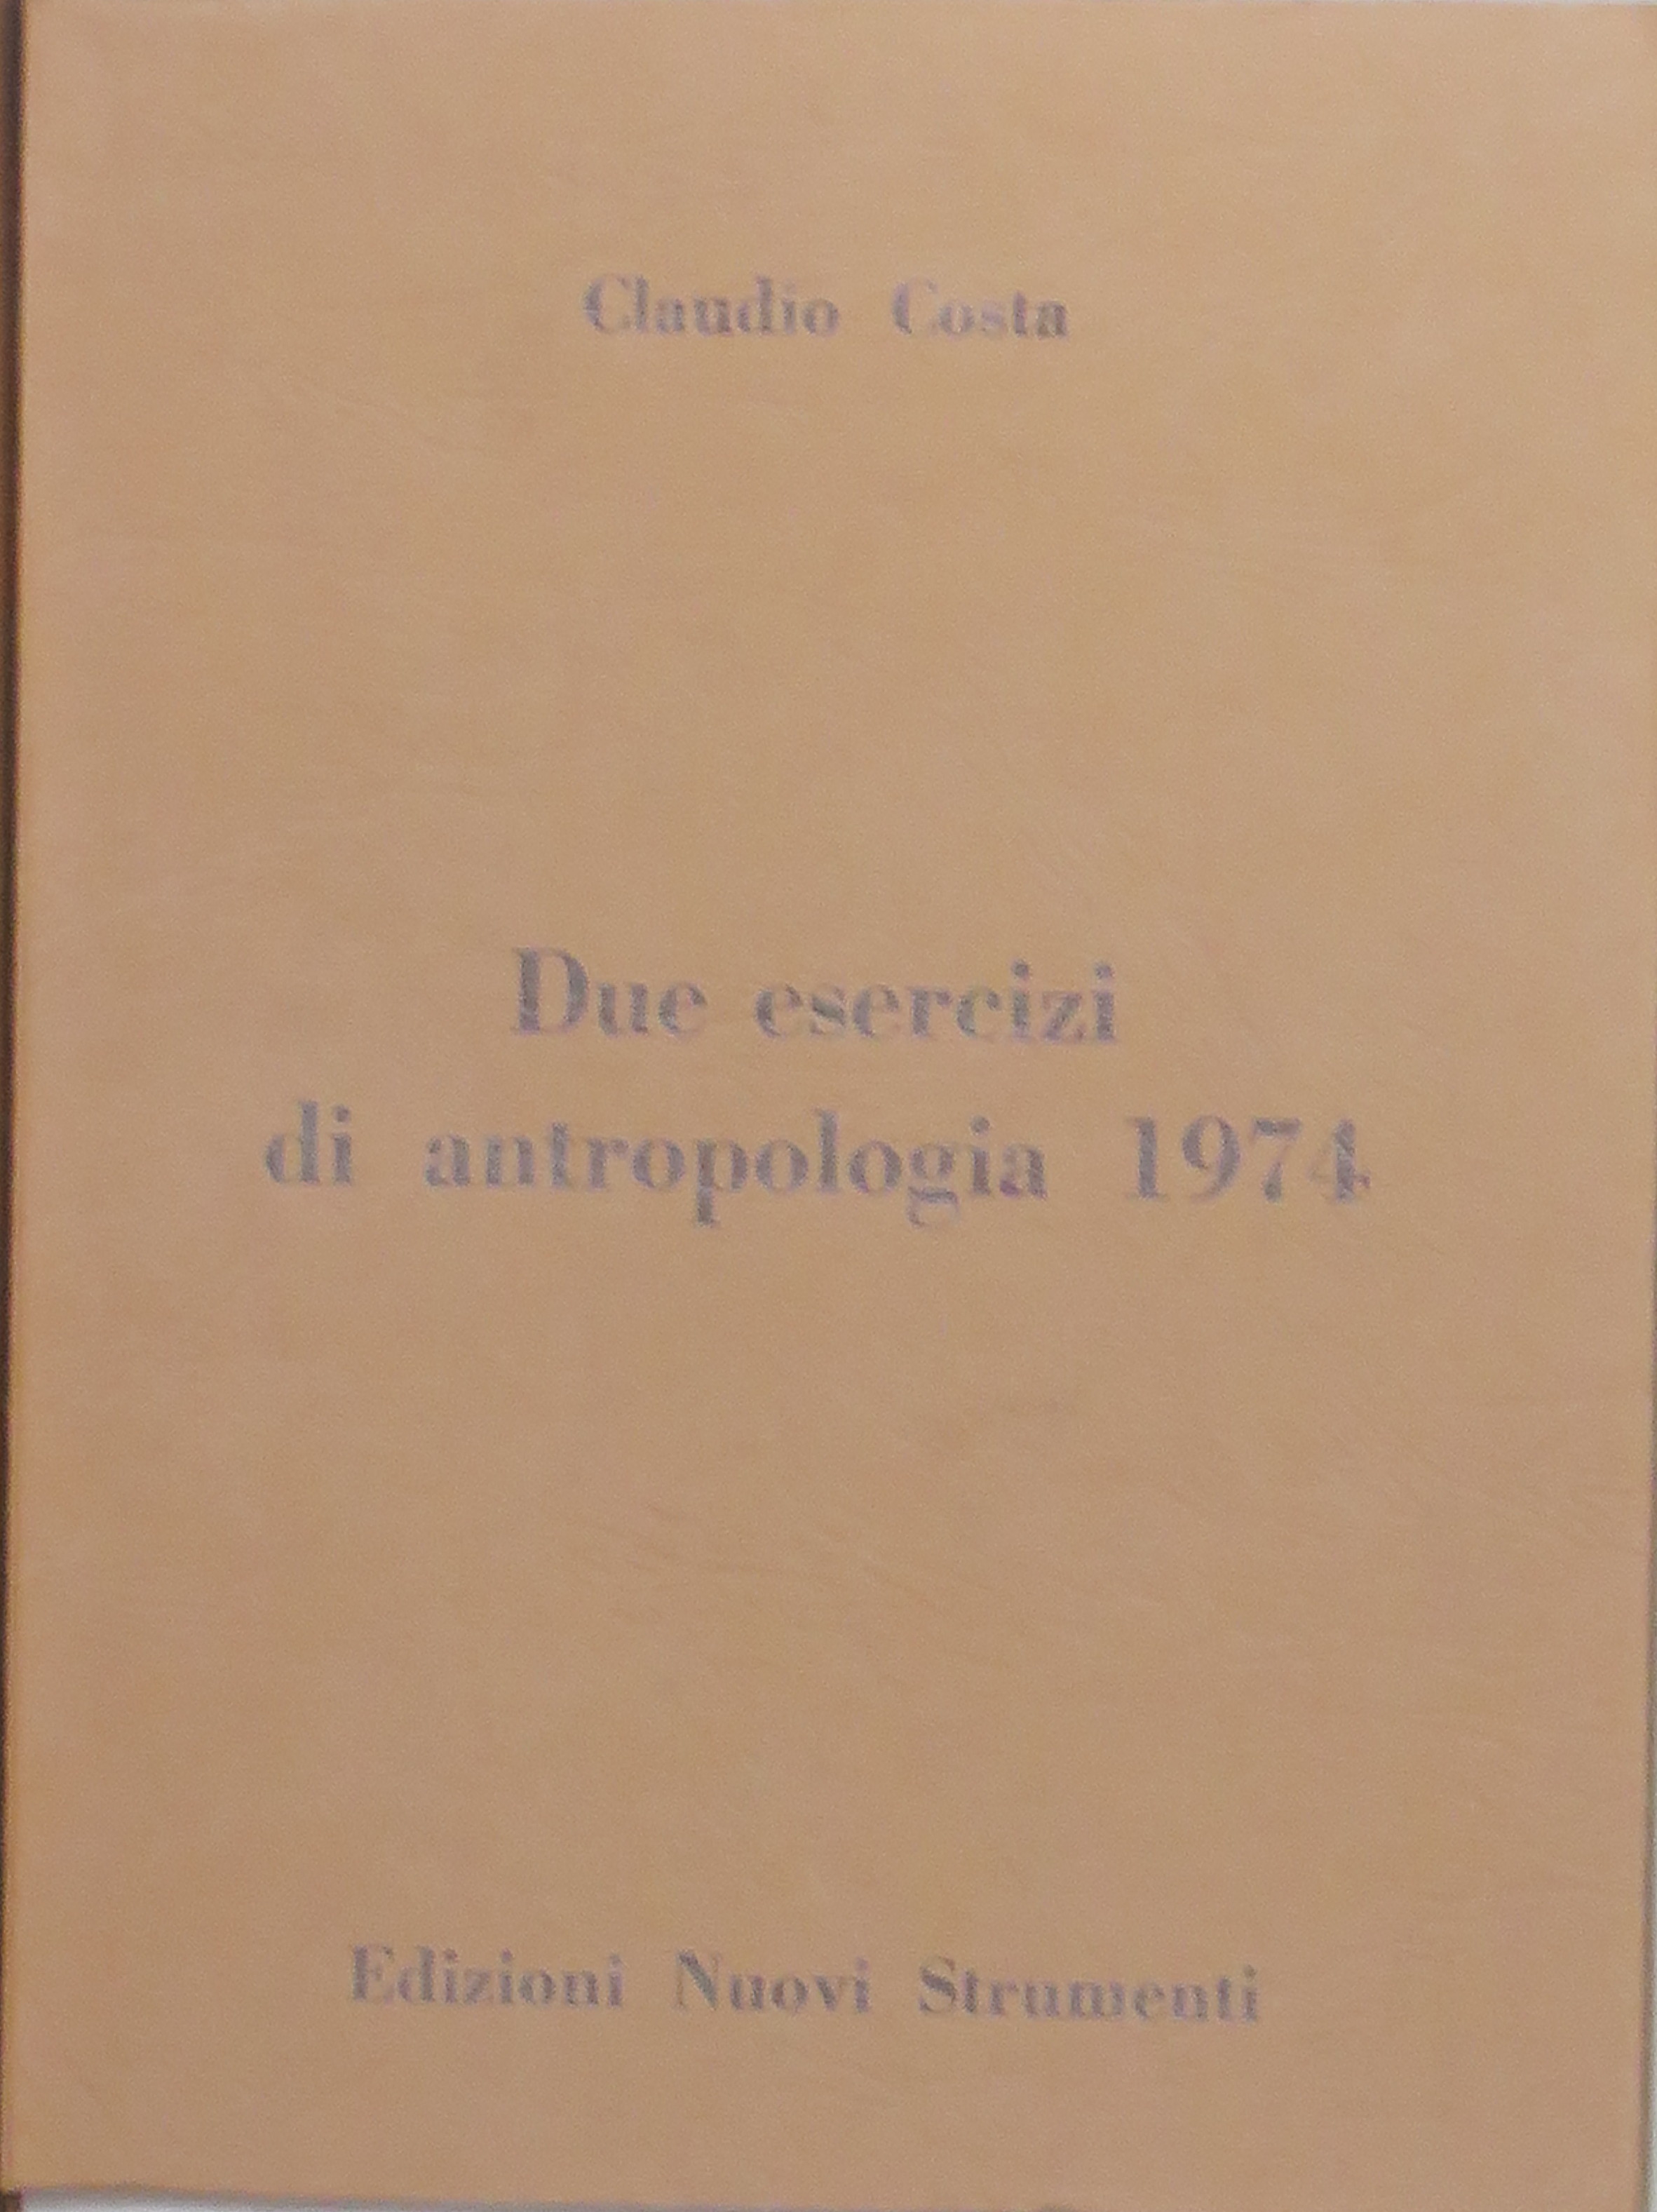 Claudio Costa
Due esercizi
di antropologia 1974
Edizioni Nuovi Strumenti